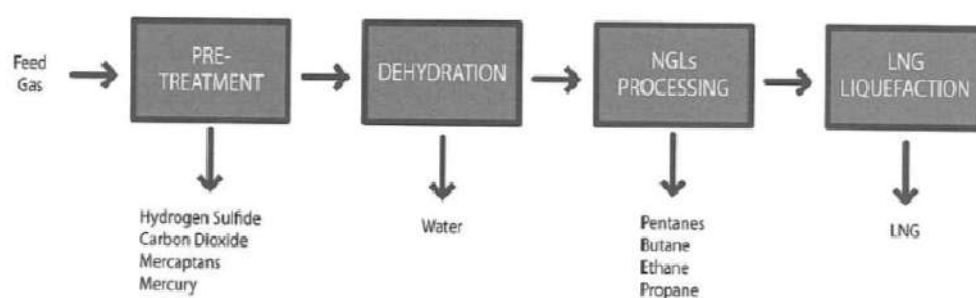 Feed
Gas
PRE-
TREATMENT
DEHYDRATION
NGLs
PROCESSING
LNG
LIQUEFACTION
Hydrogen Sulfide
Carbon Dioxide
Mercaptans
Mercury
Water
Pentanes
Butane
Ethane
Propane
LNG